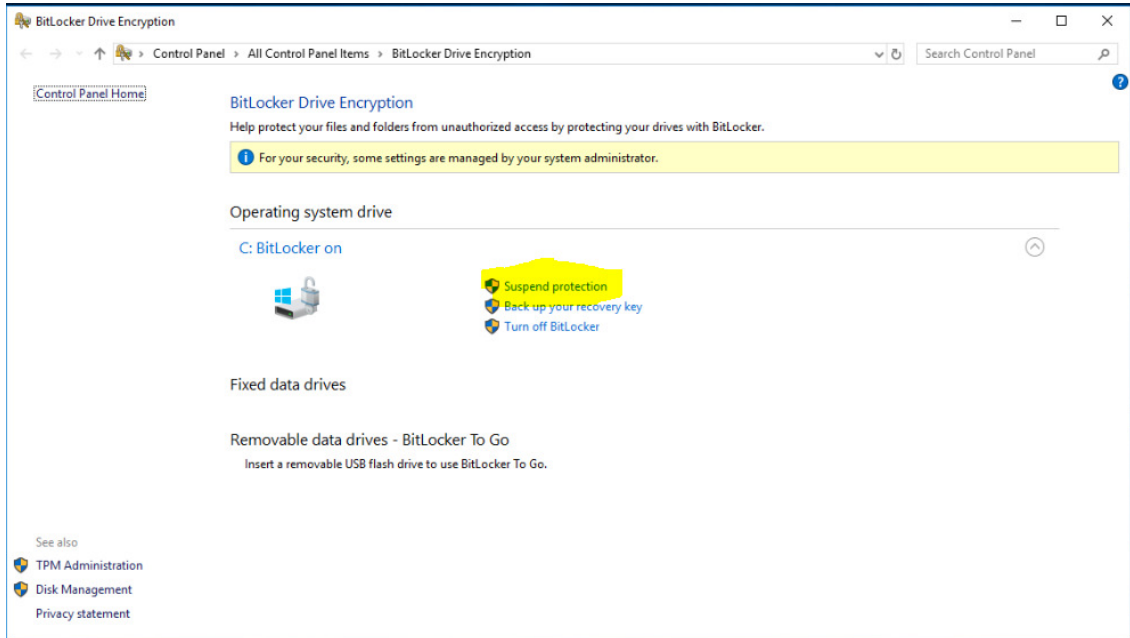 BitLocker Drive Encryption
Control Panel > All Control Panel Items > BitLocker Drive Encryption
Search Control Panel
Control Panel Home
BitLocker Drive Encryption
Help protect your files and folders from unauthorized access by protecting your drives with BitLocker.
For your security, some settings are managed by your system administrator.
Operating system drive
C: BitLocker on
Suspend protection
Back up your recovery key
Turn off BitLocker
Fixed data drives
Removable data drives - BitLocker To Go
Insert a removable USB flash drive to use BitLocker To Go.
See also
TPM Administration
Disk Management
Privacy statement